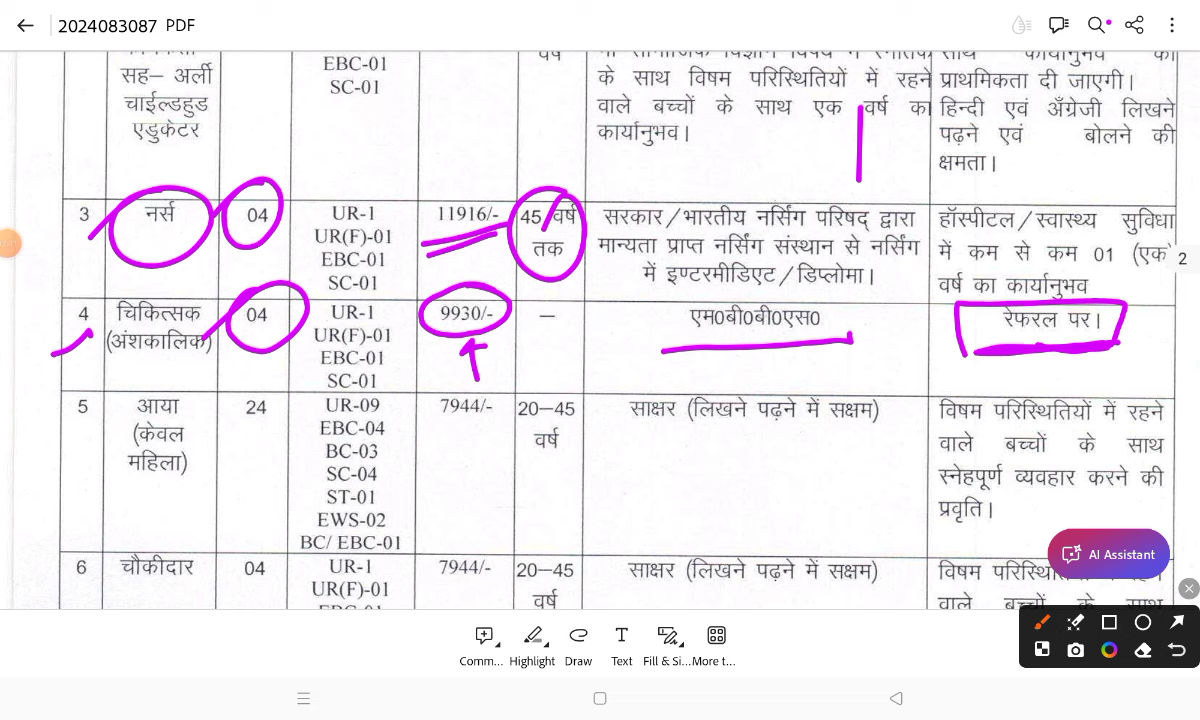 2024083087 PDF
सह– अर्ली
चाईल्डहुड
एडुकेटर
EBC-01
SC-01
वर्ष
के साथ विषम परिस्थितियों में रहने
वाले बच्चों के साथ एक वर्ष का
कार्यानुभव।
प्राथमिकता दी जाएगी।
हिन्दी एवं अँग्रेजी लिखने
पढ़ने एवं बोलने की
क्षमता।
3
नर्स
04
UR-1
UR(F)-01
EBC-01
SC-01
11916/-
45 वर्ष
तक
सरकार/भारतीय नर्सिंग परिषद् द्वारा
मान्यता प्राप्त नर्सिंग संस्थान से नर्सिंग
में इण्टरमीडिएट/डिप्लोमा।
हॉस्पीटल/स्वास्थ्य सुविधा
में कम से कम 01 (एक)
वर्ष का कार्यानुभव
2
4
चिकित्सक
(अंशकालिक)
04
UR-1
UR(F)-01
EBC-01
SC-01
9930/-
—
एम0बी0बी0एस0
रेफरल पर।
5
आया
(केवल
महिला)
24
UR-09
EBC-04
BC-03
SC-04
ST-01
EWS-02
BC/ EBC-01
7944/-
20–45
वर्ष
साक्षर (लिखने पढ़ने में सक्षम)
विषम परिस्थितियों में रहने
वाले बच्चों के साथ
स्नेहपूर्ण व्यवहार करने की
प्रवृति।
6
चौकीदार
04
UR-1
UR(F)-01
EBC-01
7944/-
20–45
वर्ष
साक्षर (लिखने पढ़ने में सक्षम)
विषम
वाले बच्चों के साथ
AI Assistant
Comm...
Highlight
Draw
Text
Fill & Si...
More t...